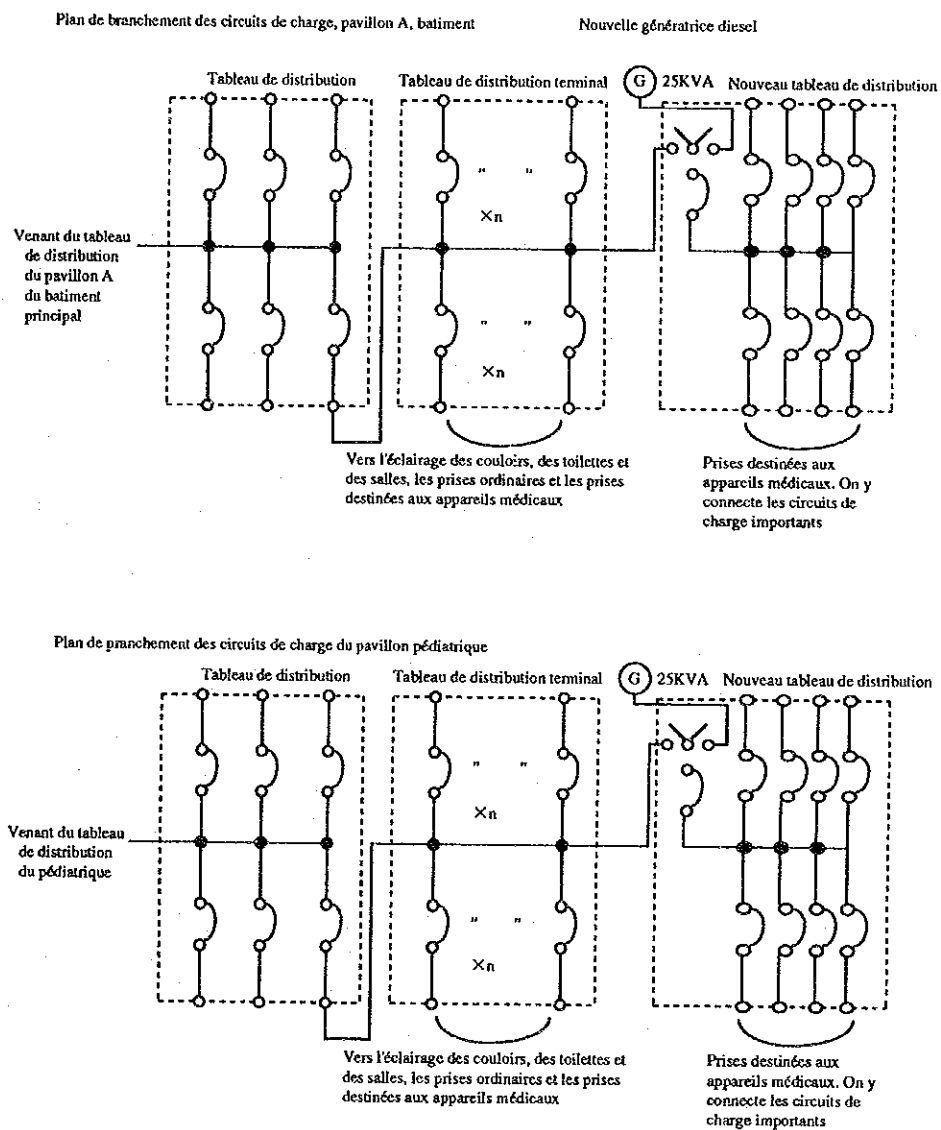 Plan de branchement des circuits de charge, pavillon A, batiment
Nouvelle génératrice diesel
Tableau de distribution
Tableau de distribution terminal
G 25KVA
Nouveau tableau de distribution
" "
×n
Venant du tableau
de distribution
du pavillon A
du batiment
principal
" "
×n
Vers l'éclairage des couloirs, des toilettes et
des salles, les prises ordinaires et les prises
destinées aux appareils médicaux
Prises destinées aux
appareils médicaux. On y
connecte les circuits de
charge importants
Plan de pranchement des circuits de charge du pavillon pédiatrique
Tableau de distribution
Tableau de distribution terminal
G 25KVA
Nouveau tableau de distribution
" "
×n
Venant du tableau
de distribution
du pédiatrique
" "
×n
Vers l'éclairage des couloirs, des toilettes et
des salles, les prises ordinaires et les prises
destinées aux appareils médicaux
Prises destinées aux
appareils médicaux. On y
connecte les circuits de
charge importants